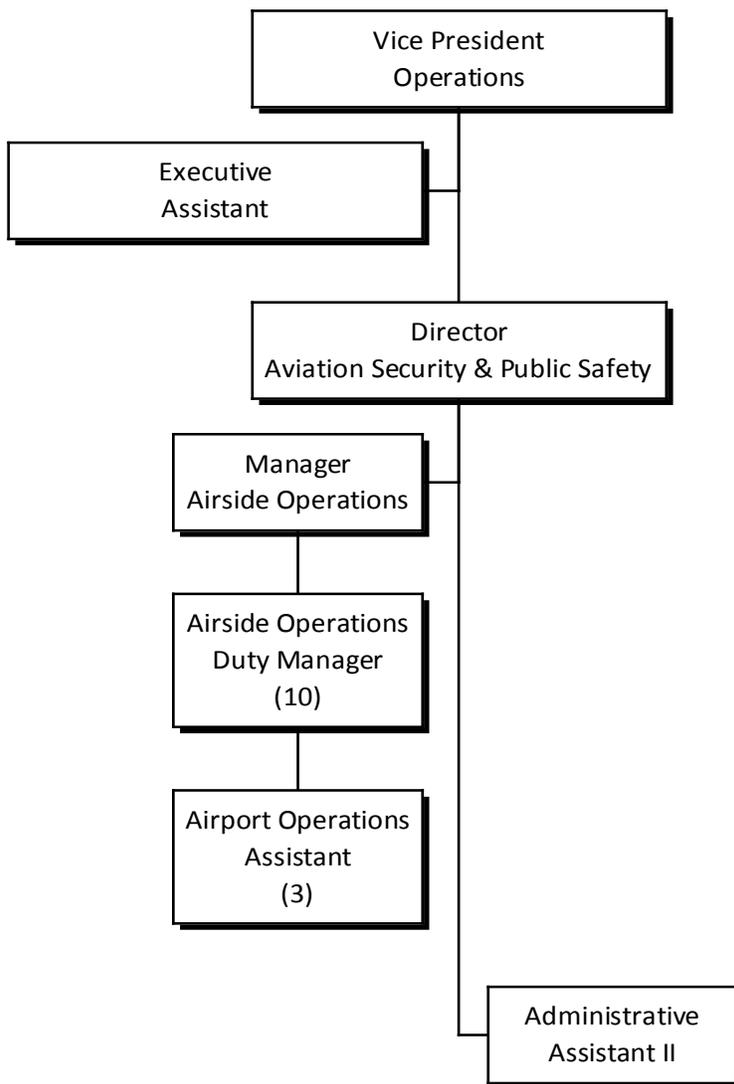 Vice President
Operations
Executive
Assistant
Director
Aviation Security & Public Safety
Manager
Airside Operations
Airside Operations
Duty Manager
(10)
Airport Operations
Assistant
(3)
Administrative
Assistant II